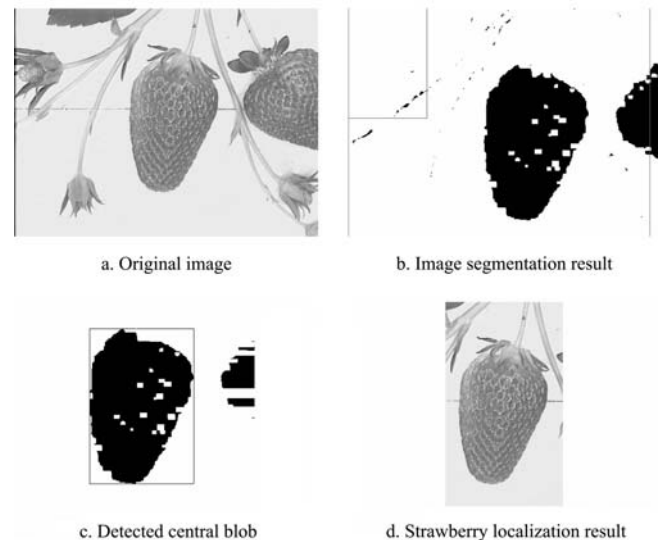 a. Original image
b. Image segmentation result
c. Detected central blob
d. Strawberry localization result